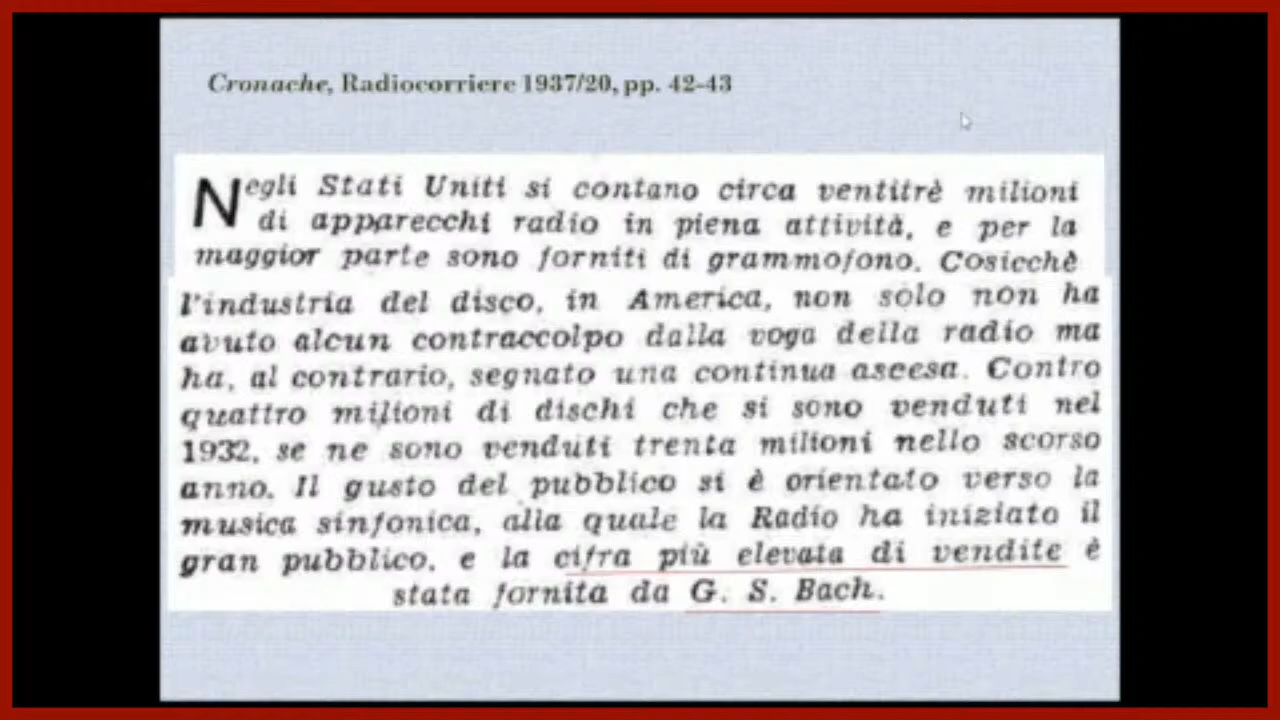 Cronache, Radiocorriere 1937/20, pp. 42-43
Negli Stati Uniti si contano circa ventitrè milioni
di apparecchi radio in piena attività, e per la
maggior parte sono forniti di grammofono. Cosicchè
l'industria del disco, in America, non solo non ha
avuto alcun contraccolpo dalla voga della radio ma
ha, al contrario, segnato una continua ascesa. Contro
quattro milioni di dischi che si sono venduti nel
1932, se ne sono venduti trenta milioni nello scorso
anno. Il gusto del pubblico si è orientato verso la
musica sinfonica, alla quale la Radio ha iniziato il
gran pubblico, e la cifra più elevata di vendite è
stata fornita da G. S. Bach.